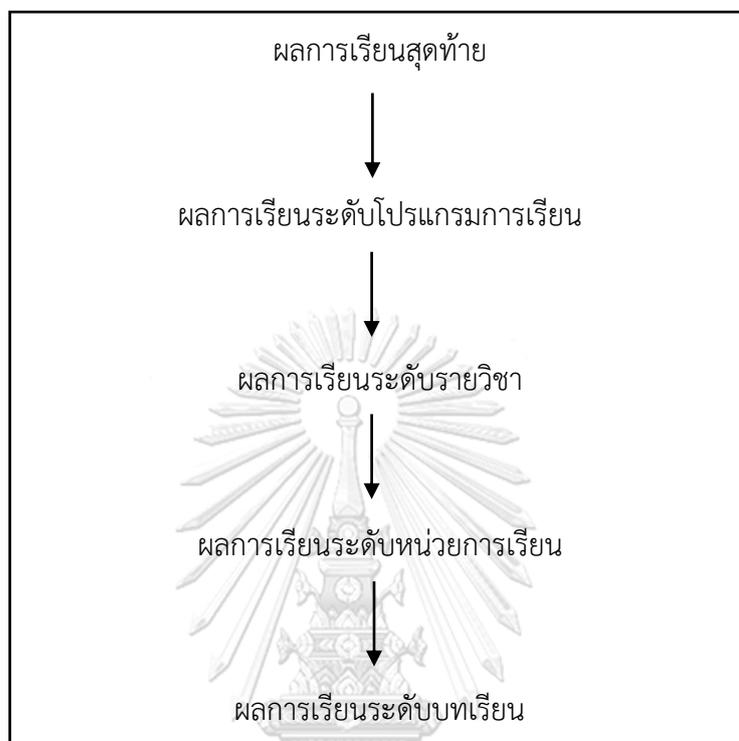 ผลการเรียนสุดท้าย
ผลการเรียนระดับโปรแกรมการเรียน
ผลการเรียนระดับรายวิชา
ผลการเรียนระดับหน่วยการเรียน
ผลการเรียนระดับบทเรียน